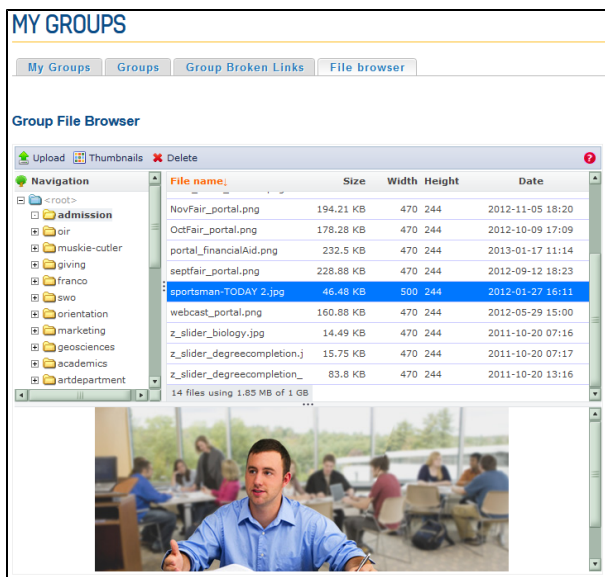 MY GROUPS
My Groups Groups Group Broken Links File browser
Group File Browser
Upload Thumbnails Delete ?
Navigation File name↓ Size Width Height Date
<root>
admission
oir
muskie-cutler
giving
franco
swo
orientation
marketing
geosciences
academics
artdepartment
NovFair_portal.png 194.21 KB 470 244 2012-11-05 18:20
OctFair_portal.png 178.28 KB 470 244 2012-10-09 17:09
portal_financialAid.png 232.5 KB 470 244 2013-01-17 11:14
septfair_portal.png 228.88 KB 470 244 2012-09-12 18:23
sportsman-TODAY 2.jpg 46.48 KB 500 244 2012-01-27 16:11
webcast_portal.png 160.88 KB 470 244 2012-05-29 15:00
z_slider_biology.jpg 14.49 KB 470 244 2011-10-20 07:16
z_slider_degreecompletion.j 15.75 KB 470 244 2011-10-20 07:17
z_slider_degreecompletion_ 83.8 KB 470 244 2011-10-20 13:16
14 files using 1.85 MB of 1 GB